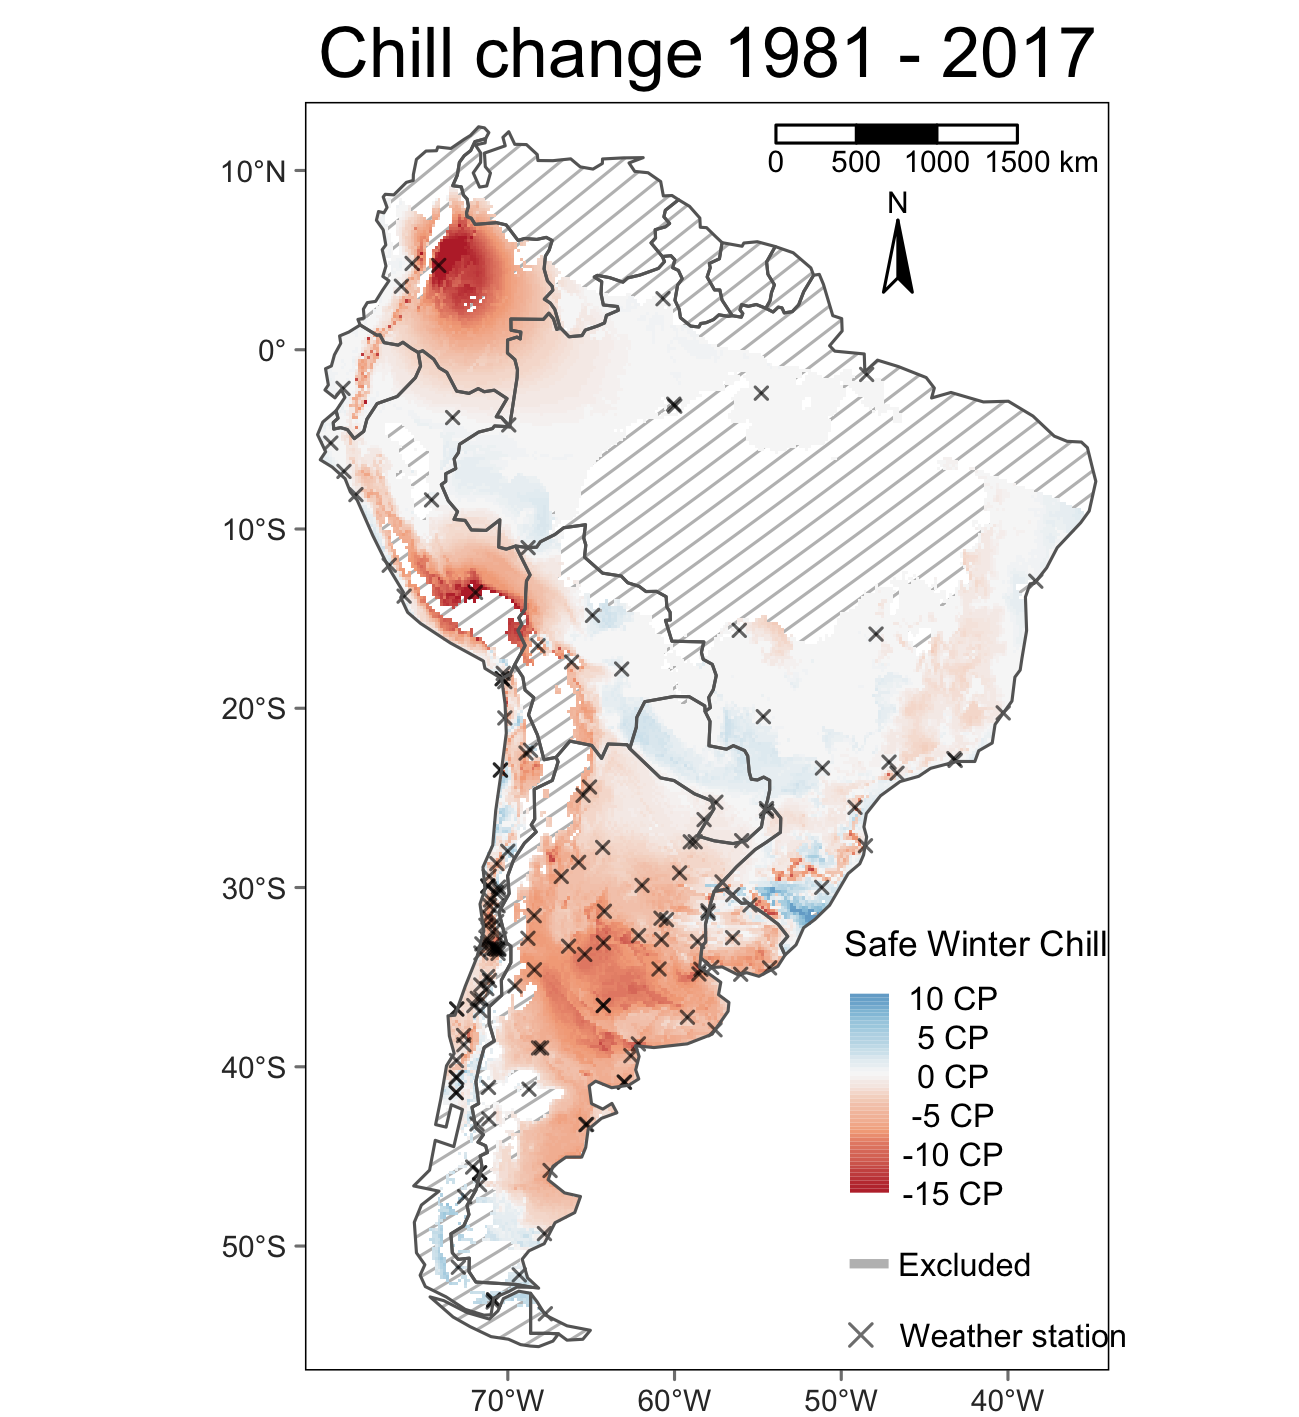 Chill change 1981 - 2017
0 500 1000 1500 km
N
10°N
0°
10°S
20°S
30°S
40°S
50°S
Safe Winter Chill
10 CP
5 CP
0 CP
-5 CP
-10 CP
-15 CP
Excluded
Weather station
70°W 60°W 50°W 40°W